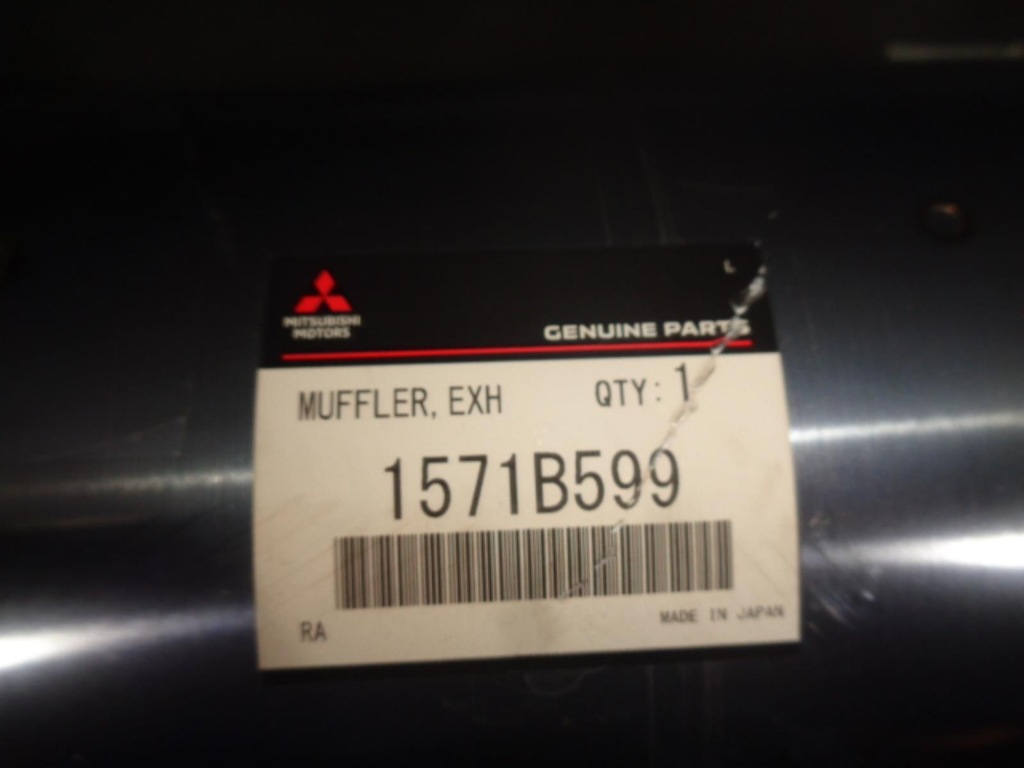 L
MITSUBISHI
MOTORS
GENUINE PARTS
MUFFLER, EXH QTY: 1
1571B599
RA MADE IN JAPAN